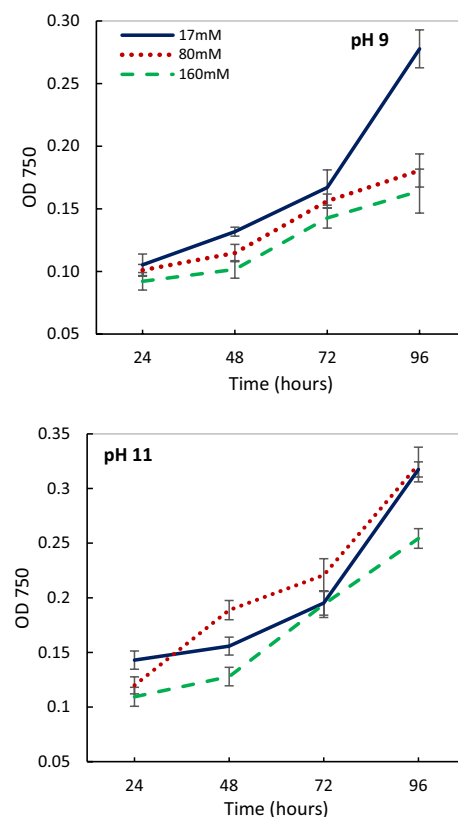 0.30
17mM
80mM
160mM
pH 9
0.25
0.20
0.15
0.10
0.05
OD 750
24 48 72 96
Time (hours)
0.35
pH 11
0.3
0.25
0.2
0.15
0.1
0.05
OD 750
24 48 72 96
Time (hours)